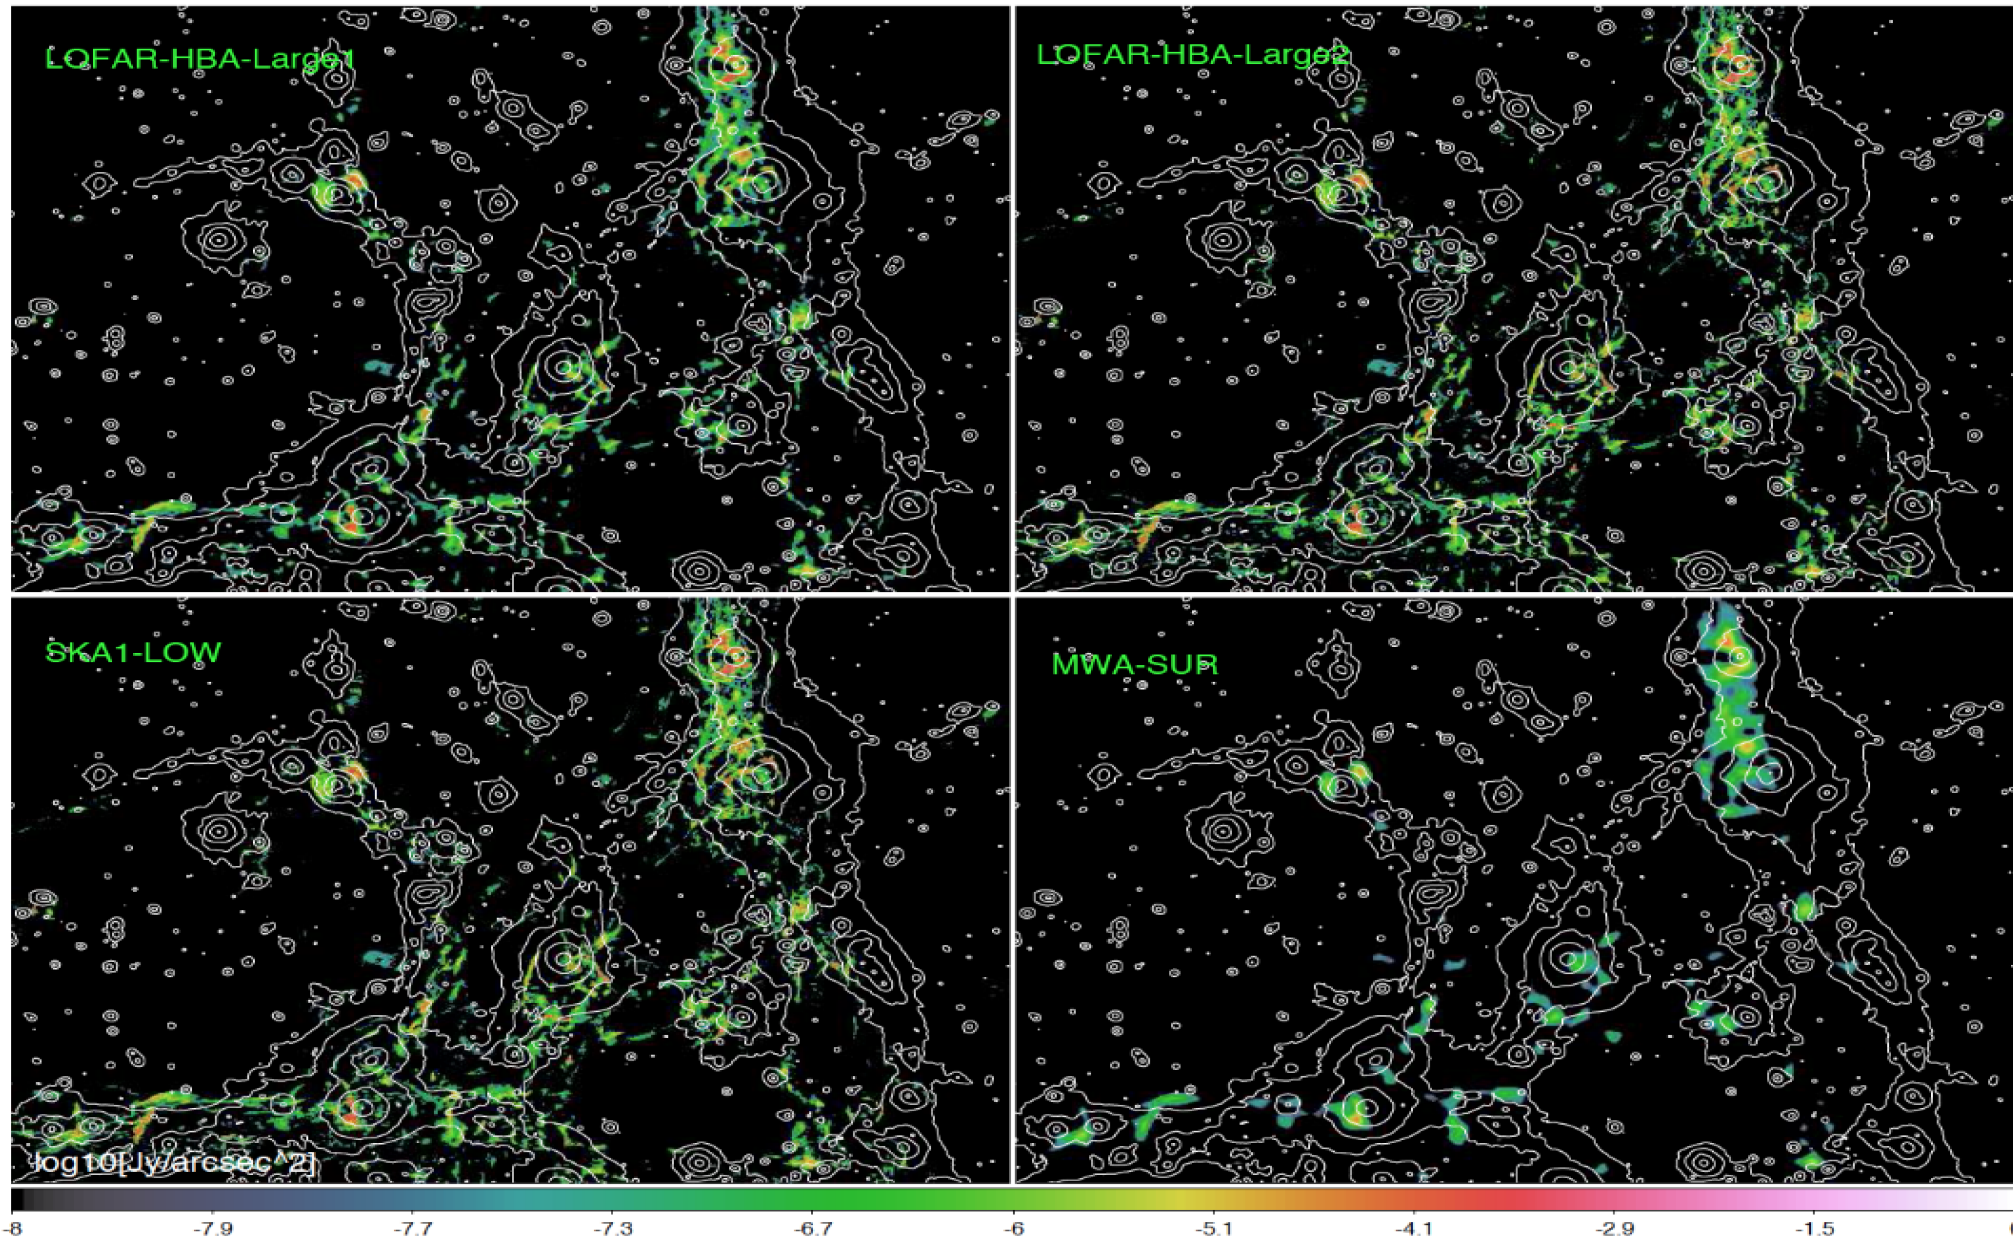 LOFAR-HBA-Large1
LOFAR-HBA-Large2
SKA1-LOW
MWA-SUR
log10[Jy/arcsec^2]
-8 -7.9 -7.7 -7.3 -6.7 -6 -5.1 -4.1 -2.9 -1.5